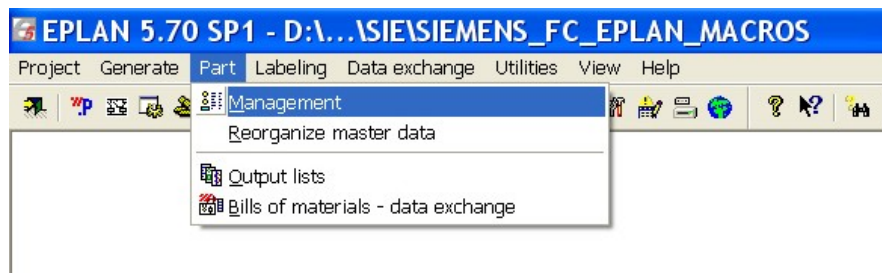 EPLAN 5.70 SP1 - D:\...\SIE\SIEMENS_FC_EPLAN_MACROS
Project Generate Part Labeling Data exchange Utilities View Help
Management
Reorganize master data
Output lists
Bills of materials - data exchange